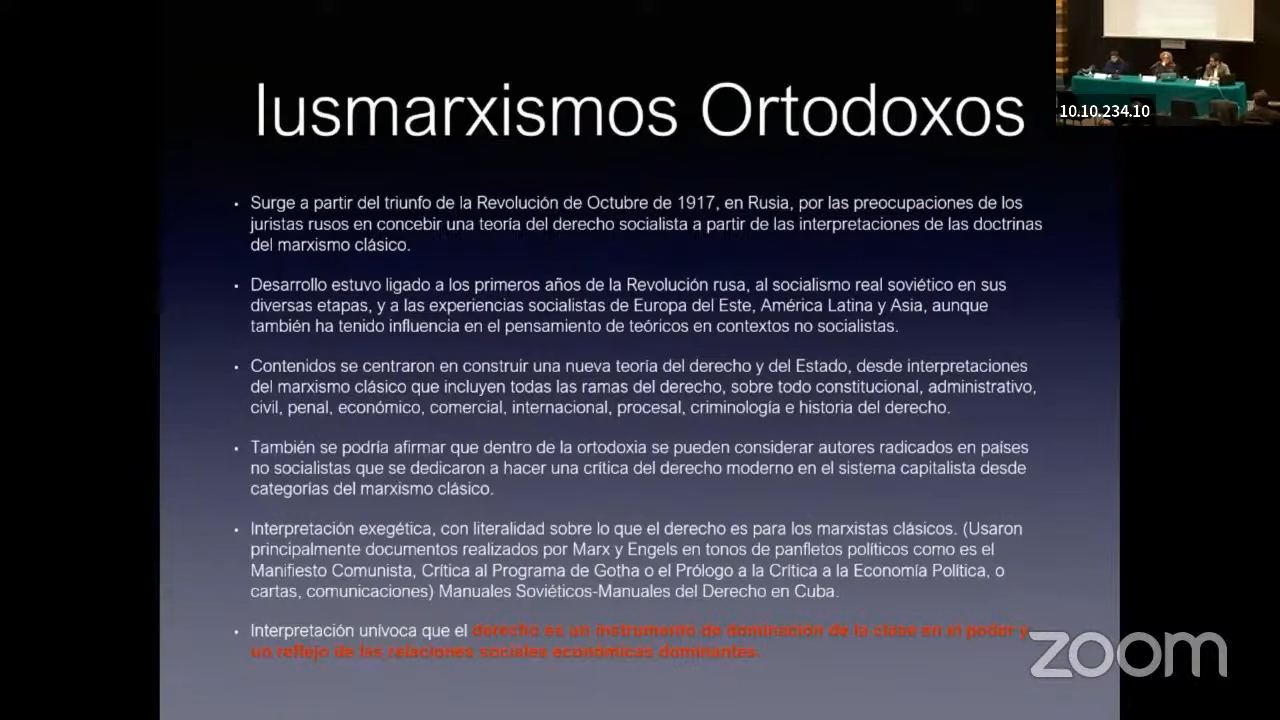 Iusmarxismos Ortodoxos
10.10.234.10
• Surge a partir del triunfo de la Revolución de Octubre de 1917, en Rusia, por las preocupaciones de los
juristas rusos en concebir una teoría del derecho socialista a partir de las interpretaciones de las doctrinas
del marxismo clásico.
• Desarrollo estuvo ligado a los primeros años de la Revolución rusa, al socialismo real soviético en sus
diversas etapas, y a las experiencias socialistas de Europa del Este, América Latina y Asia, aunque
también ha tenido influencia en el pensamiento de teóricos en contextos no socialistas.
• Contenidos se centraron en construir una nueva teoría del derecho y del Estado, desde interpretaciones
del marxismo clásico que incluyen todas las ramas del derecho, sobre todo constitucional, administrativo,
civil, penal, económico, comercial, internacional, procesal, criminología e historia del derecho.
• También se podría afirmar que dentro de la ortodoxia se pueden considerar autores radicados en países
no socialistas que se dedicaron a hacer una crítica del derecho moderno en el sistema capitalista desde
categorías del marxismo clásico.
• Interpretación exegética, con literalidad sobre lo que el derecho es para los marxistas clásicos. (Usaron
principalmente documentos realizados por Marx y Engels en tonos de panfletos políticos como es el
Manifiesto Comunista, Crítica al Programa de Gotha o el Prólogo a la Crítica a la Economía Política, o
cartas, comunicaciones) Manuales Soviéticos-Manuales del Derecho en Cuba.
• Interpretación unívoca que el derecho es un instrumento de dominación de la clase en el poder y
un reflejo de las relaciones sociales económicas dominantes.
zoom